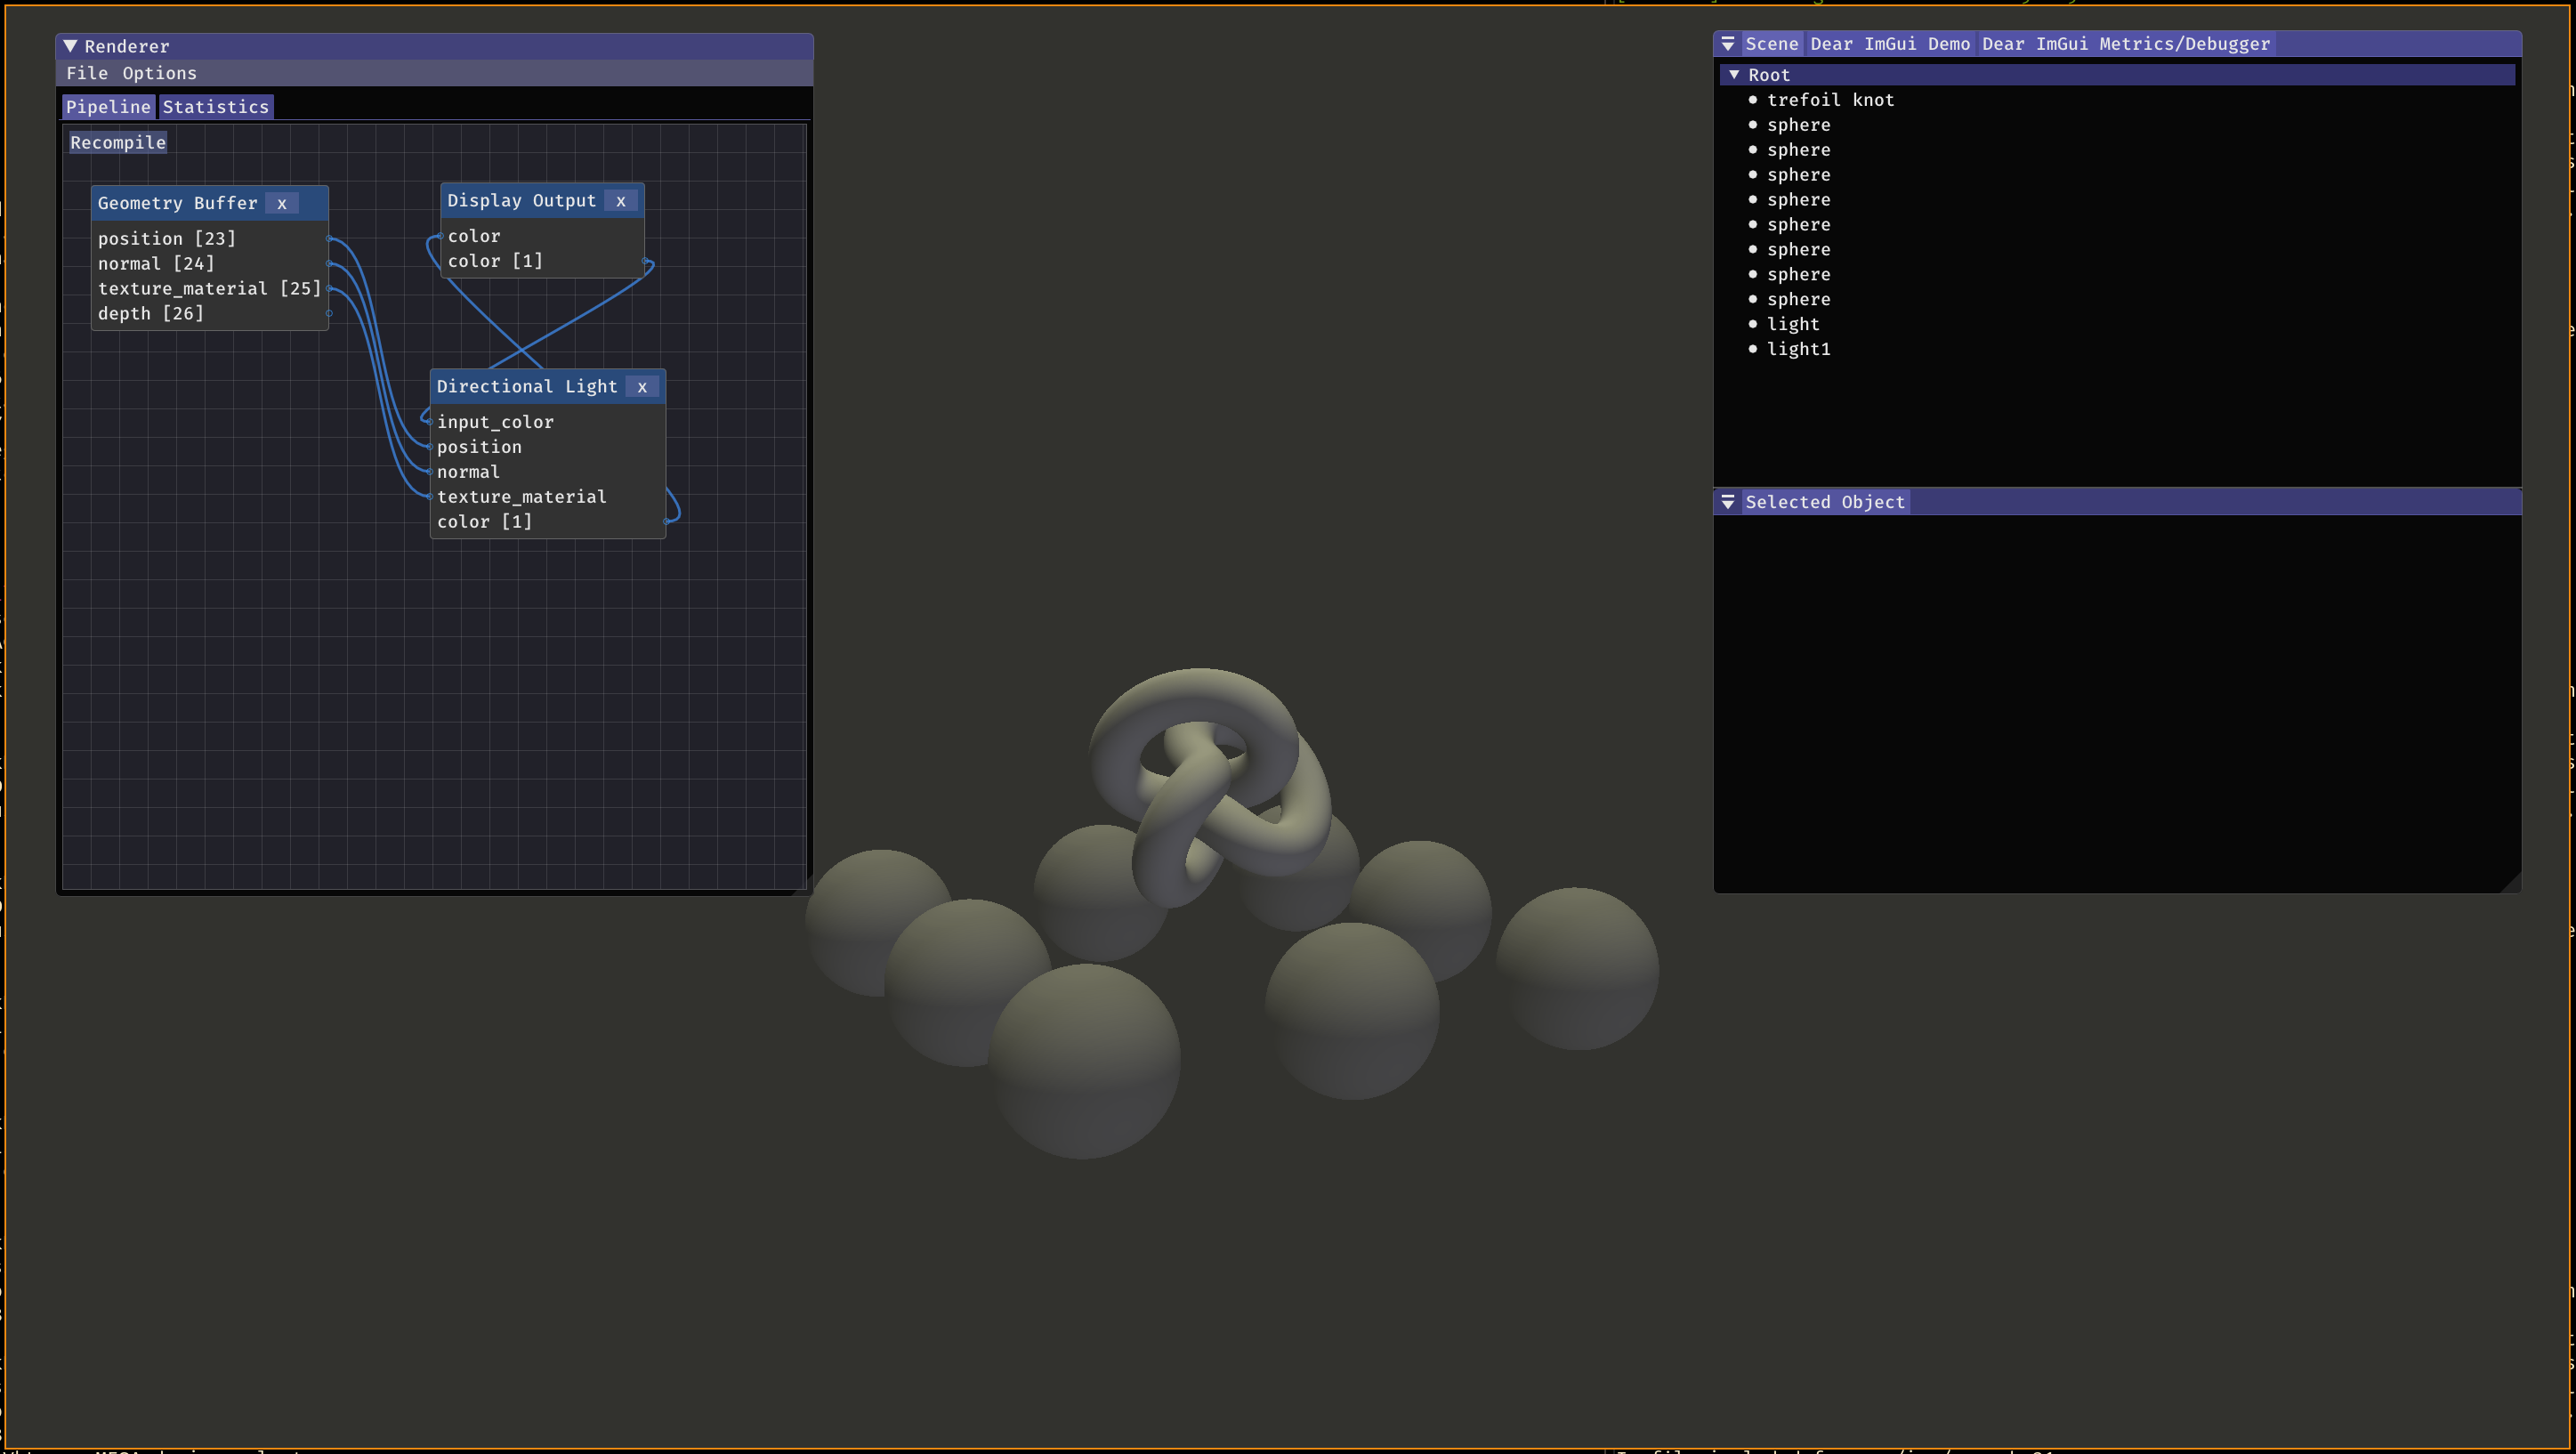 Renderer
File Options
Pipeline Statistics
Recompile
Geometry Buffer x
position [23]
normal [24]
texture_material [25]
depth [26]
Display Output x
color
color [1]
Directional Light x
input_color
position
normal
texture_material
color [1]
Scene Dear ImGui Demo Dear ImGui Metrics/Debugger
Root
trefoil knot
sphere
sphere
sphere
sphere
sphere
sphere
sphere
sphere
light
light1
Selected Object